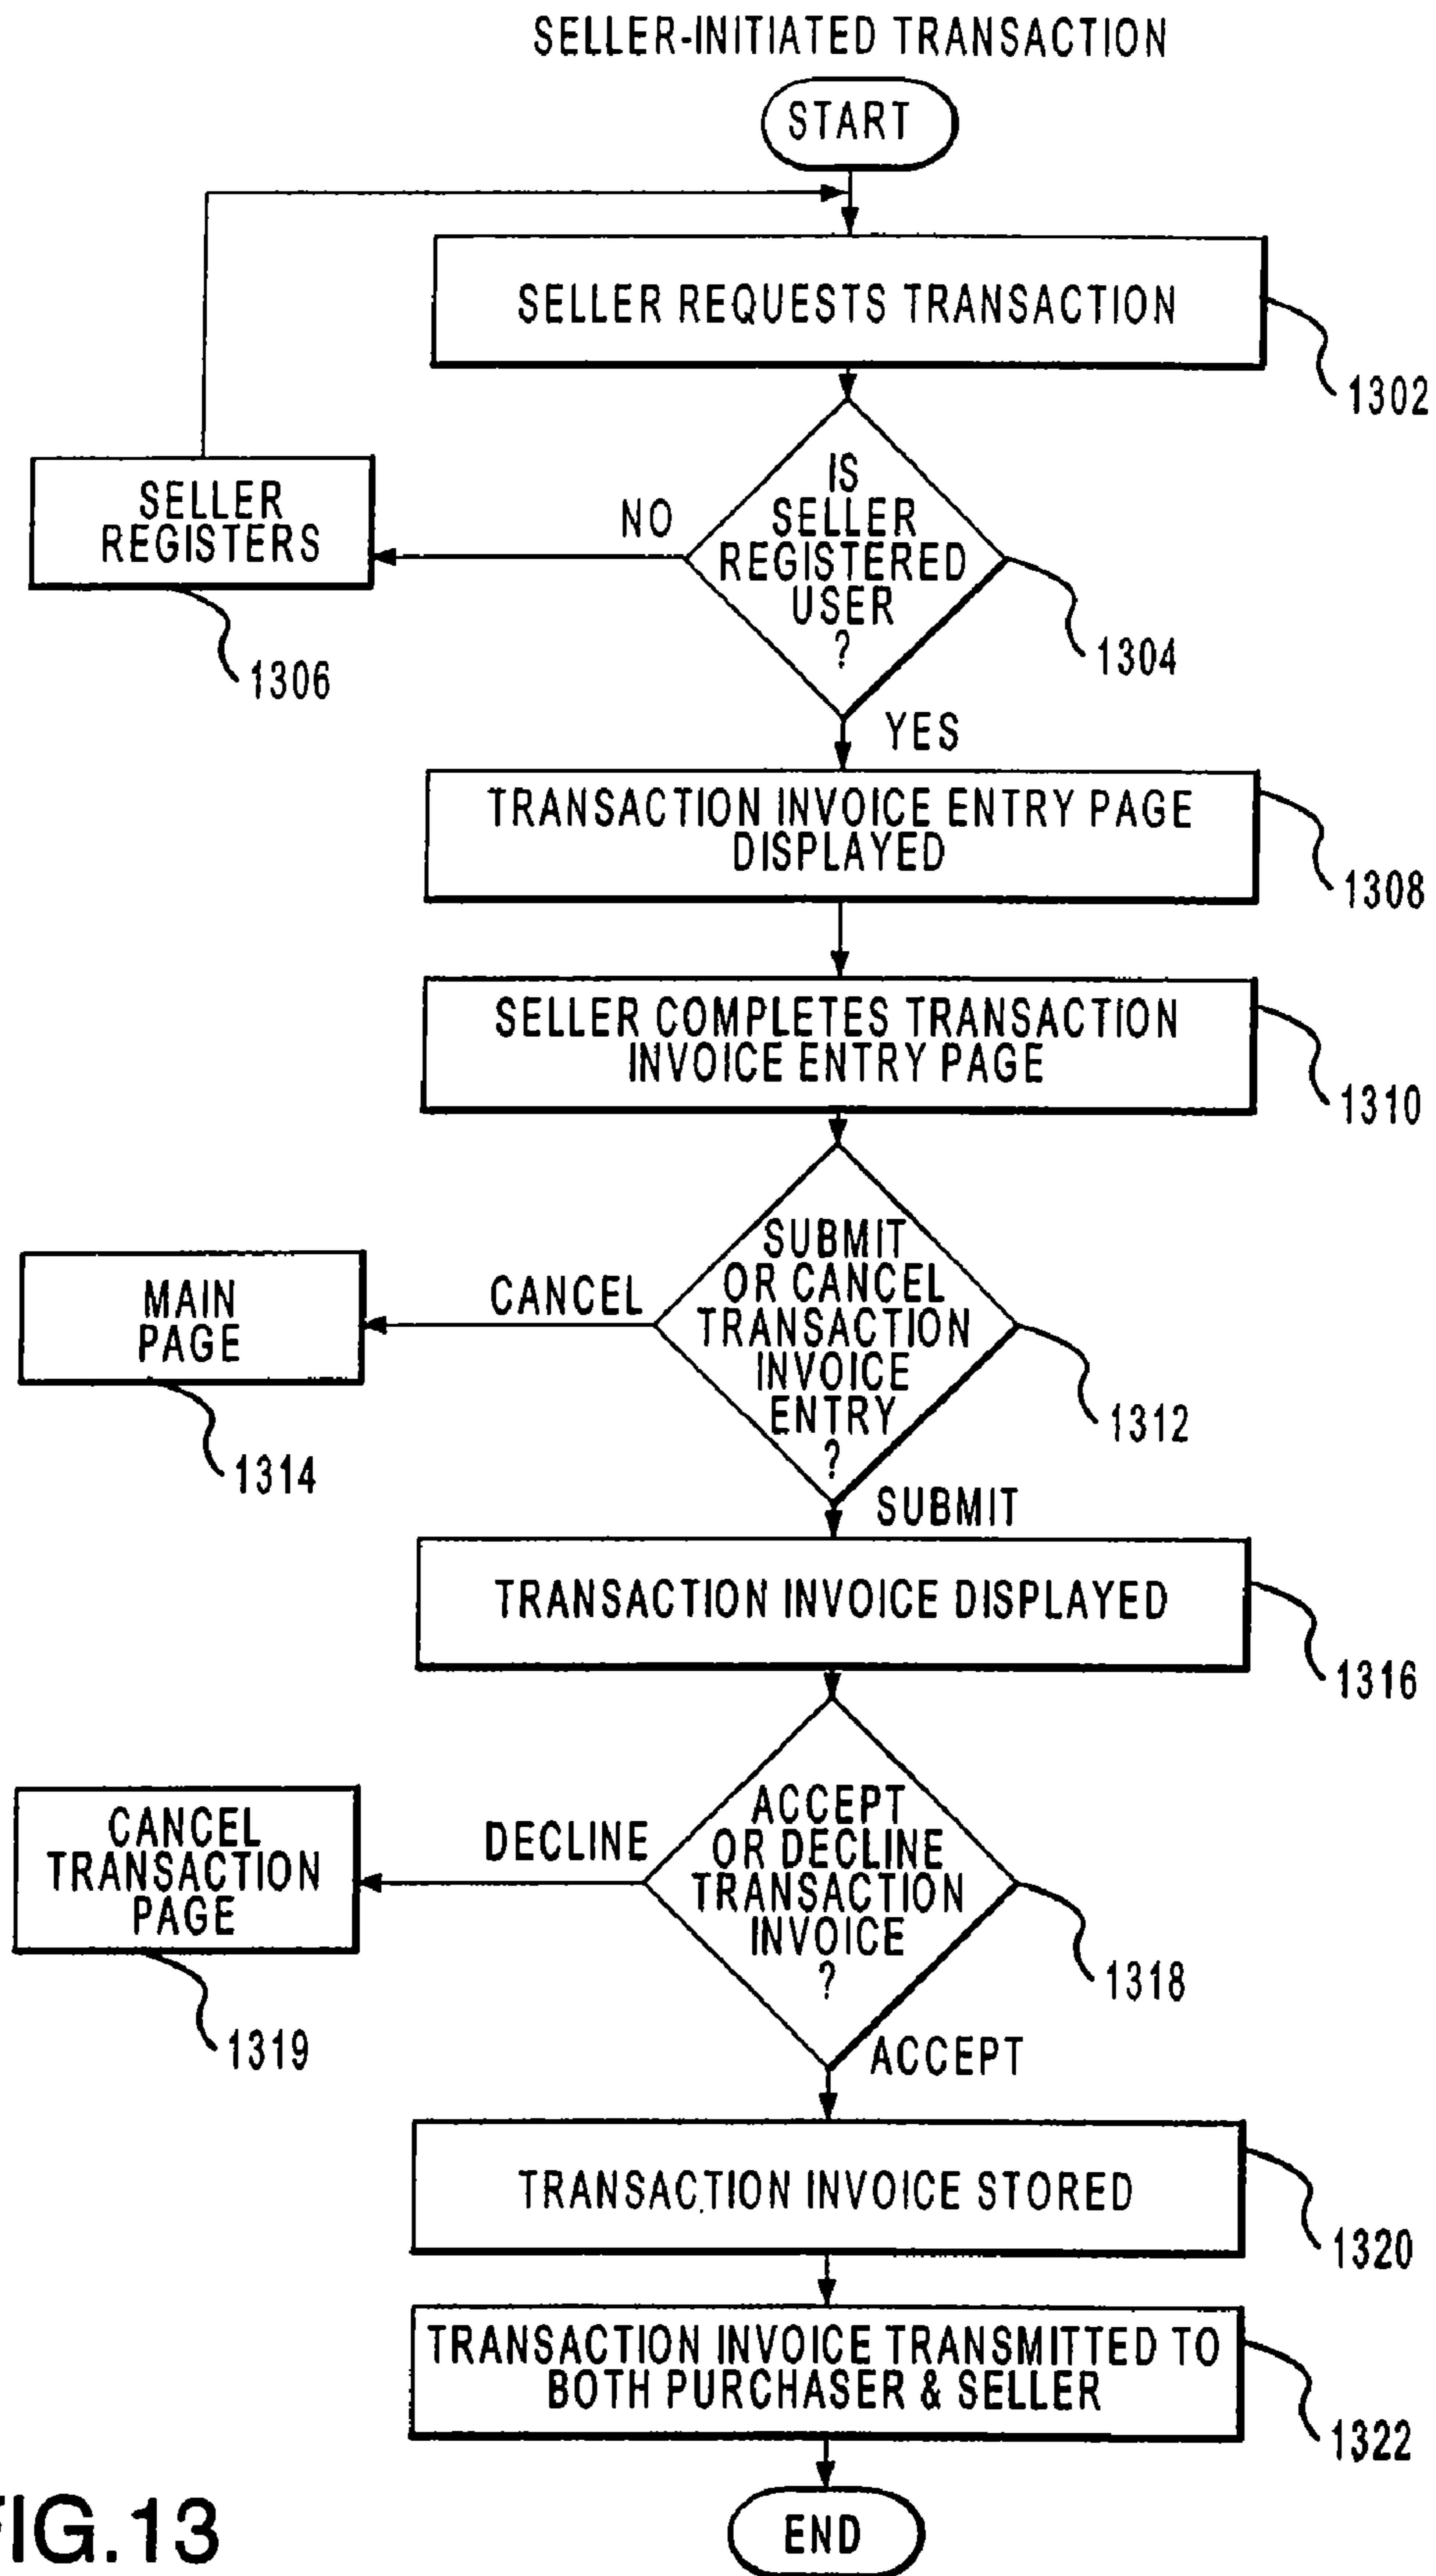 SELLER-INITIATED TRANSACTION
START
SELLER REQUESTS TRANSACTION
1302
IS
SELLER
REGISTERED
USER
?
NO
SELLER
REGISTERS
1304
1306
YES
TRANSACTION INVOICE ENTRY PAGE
DISPLAYED
1308
SELLER COMPLETES TRANSACTION
INVOICE ENTRY PAGE
1310
SUBMIT
OR CANCEL
TRANSACTION
INVOICE
ENTRY
?
CANCEL
MAIN
PAGE
1312
1314
SUBMIT
TRANSACTION INVOICE DISPLAYED
1316
ACCEPT
OR DECLINE
TRANSACTION
INVOICE
?
DECLINE
CANCEL
TRANSACTION
PAGE
1318
1319
ACCEPT
TRANSACTION INVOICE STORED
1320
TRANSACTION INVOICE TRANSMITTED TO
BOTH PURCHASER & SELLER
1322
END
FIG.13